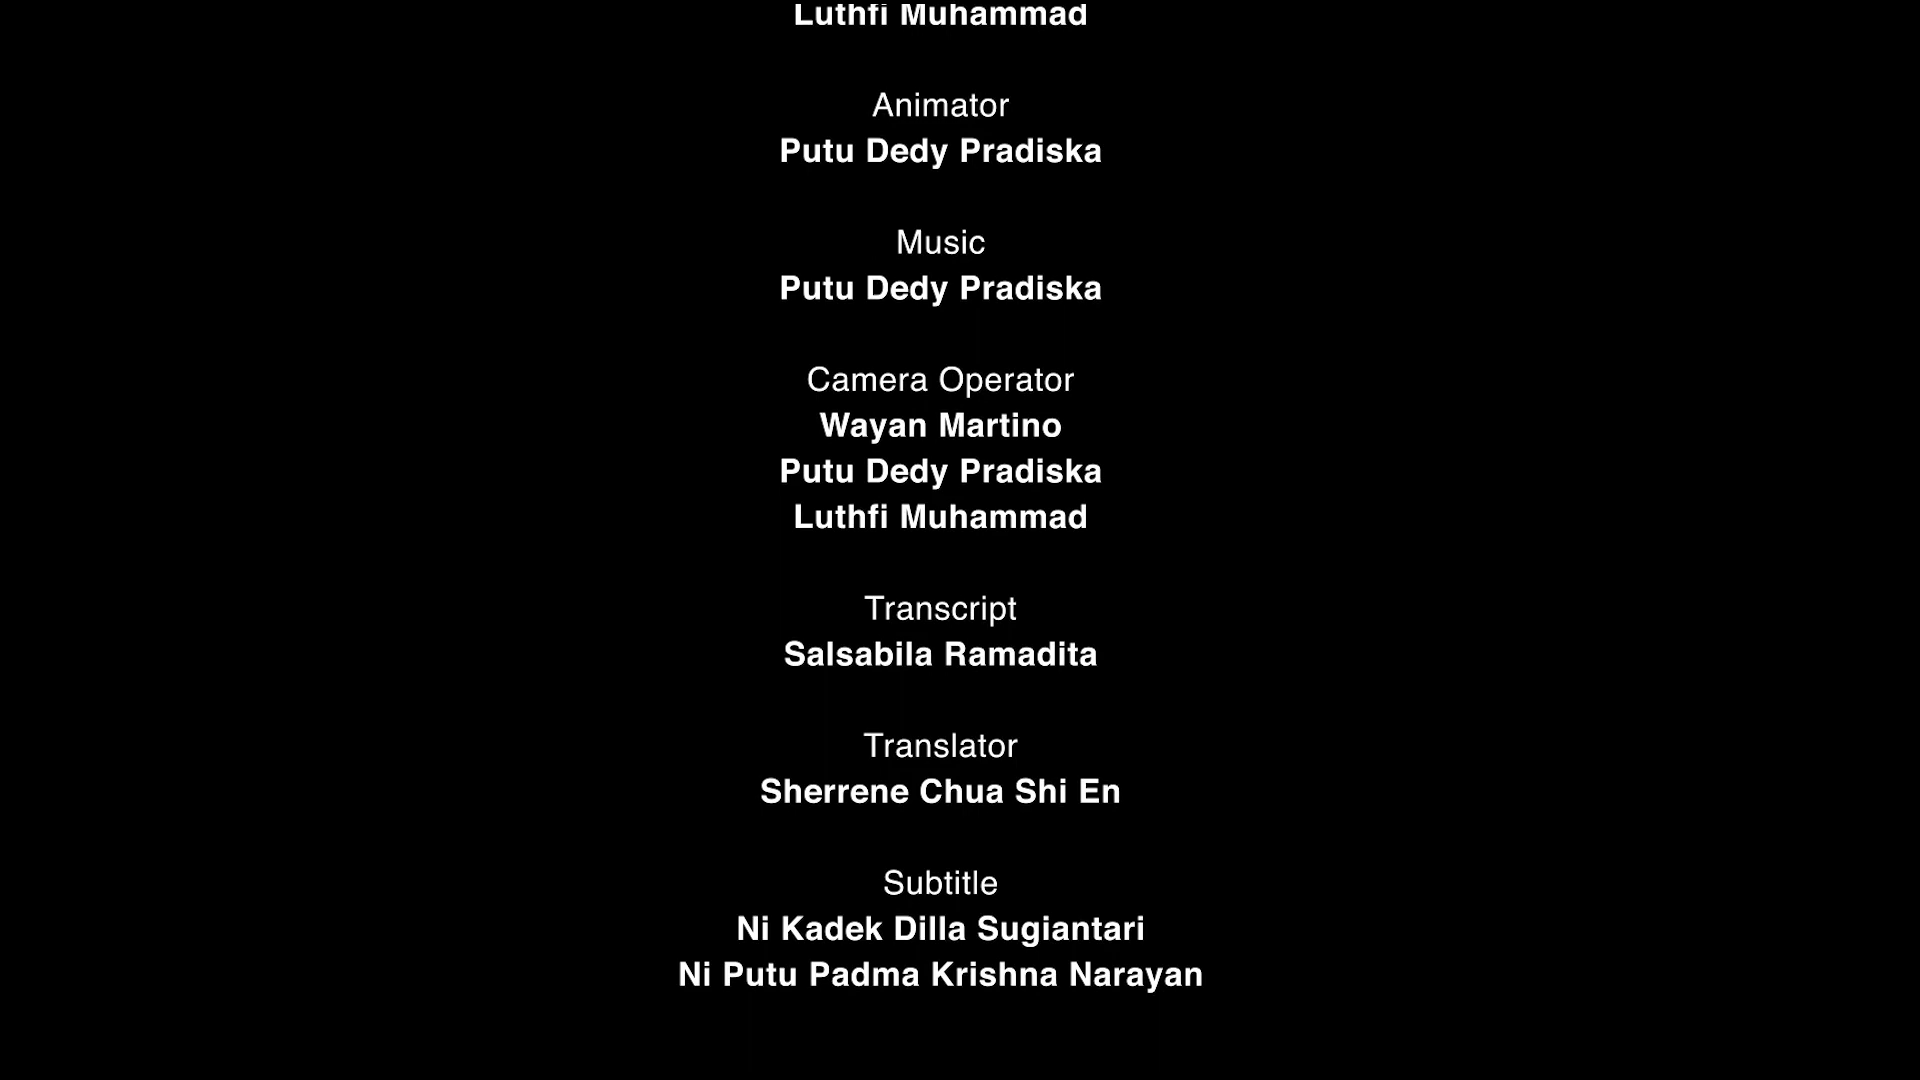 Luthfi Muhammad
Animator
Putu Dedy Pradiska
Music
Putu Dedy Pradiska
Camera Operator
Wayan Martino
Putu Dedy Pradiska
Luthfi Muhammad
Transcript
Salsabila Ramadita
Translator
Sherrene Chua Shi En
Subtitle
Ni Kadek Dilla Sugiantari
Ni Putu Padma Krishna Narayan